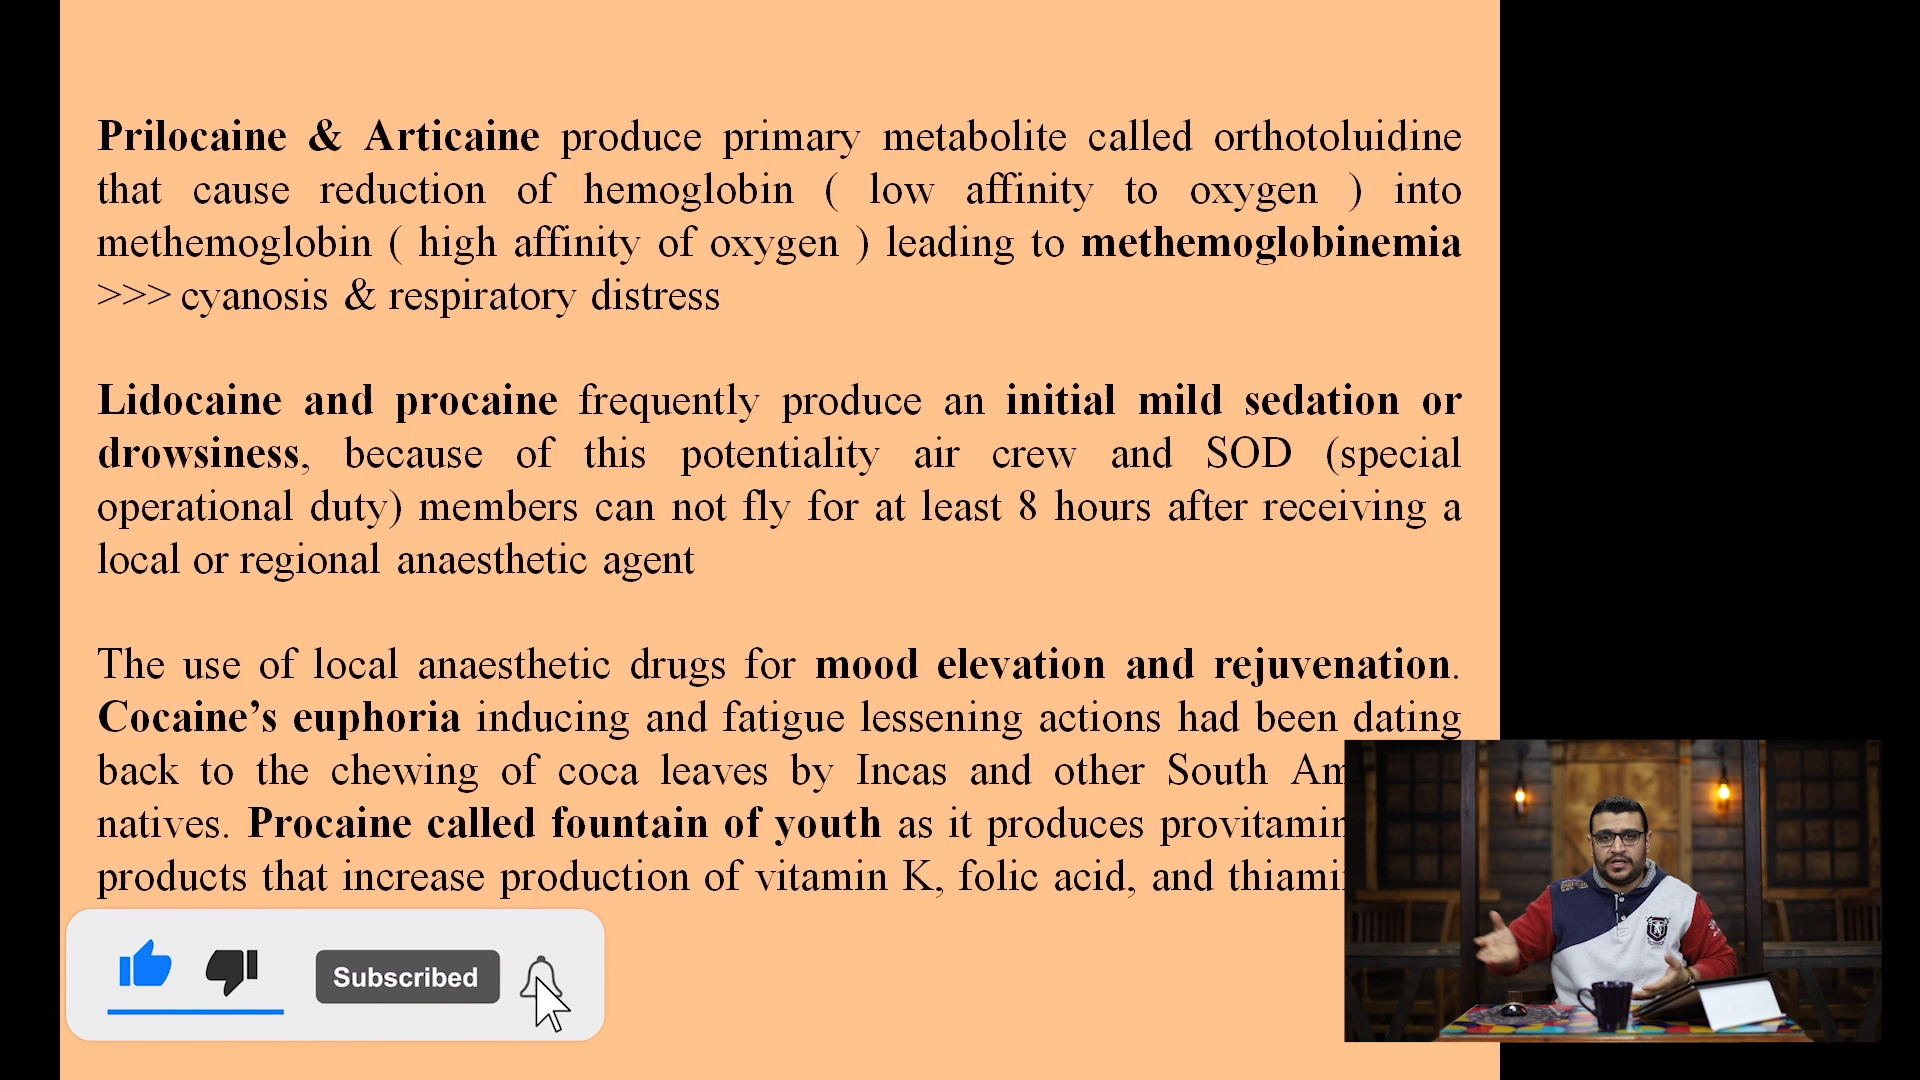 Prilocaine & Articaine produce primary metabolite called orthotoluidine
that cause reduction of hemoglobin ( low affinity to oxygen ) into
methemoglobin ( high affinity of oxygen ) leading to methemoglobinemia
>>> cyanosis & respiratory distress
Lidocaine and procaine frequently produce an initial mild sedation or
drowsiness, because of this potentiality air crew and SOD (special
operational duty) members can not fly for at least 8 hours after receiving a
local or regional anaesthetic agent
The use of local anaesthetic drugs for mood elevation and rejuvenation.
Cocaine’s euphoria inducing and fatigue lessening actions had been dating
back to the chewing of coca leaves by Incas and other South
natives. Procaine called fountain of youth as it produces
products that increase production of vitamin K, folic acid, and
Subscribed